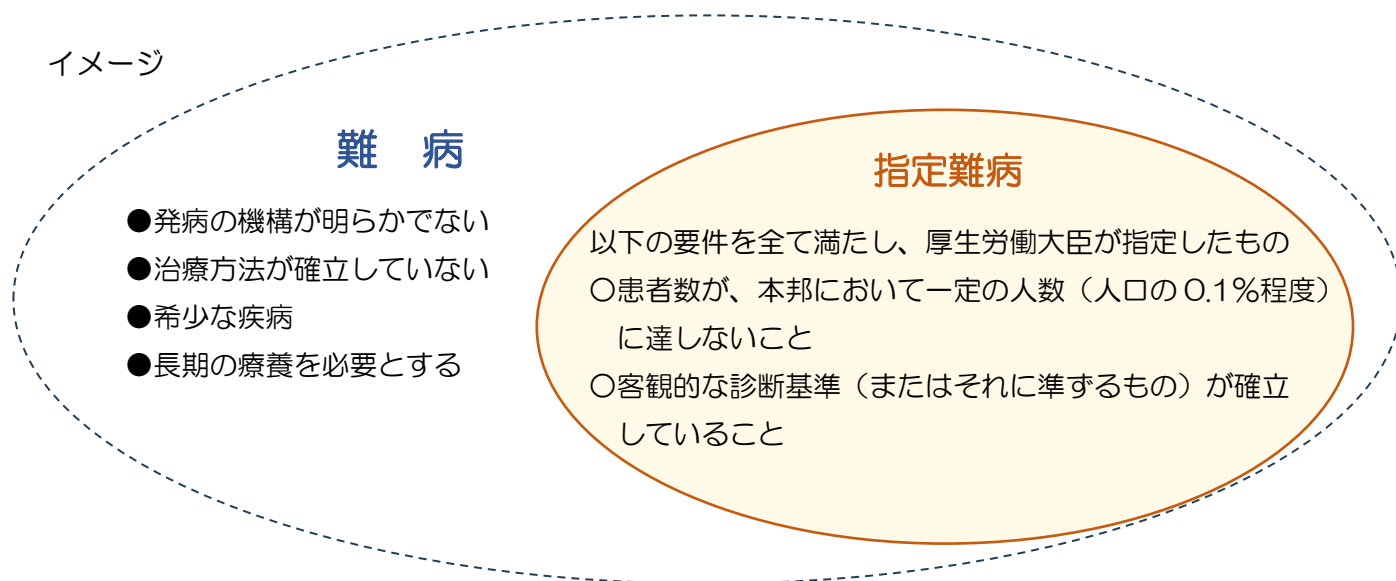 イメージ
難　病
●発病の機構が明らかでない
●治療方法が確立していない
●希少な疾病
●長期の療養を必要とする
指定難病
以下の要件を全て満たし、厚生労働大臣が指定したもの
〇患者数が、本邦において一定の人数（人口の０.1％程度）
に達しないこと
〇客観的な診断基準（またはそれに準ずるもの）が確立
していること